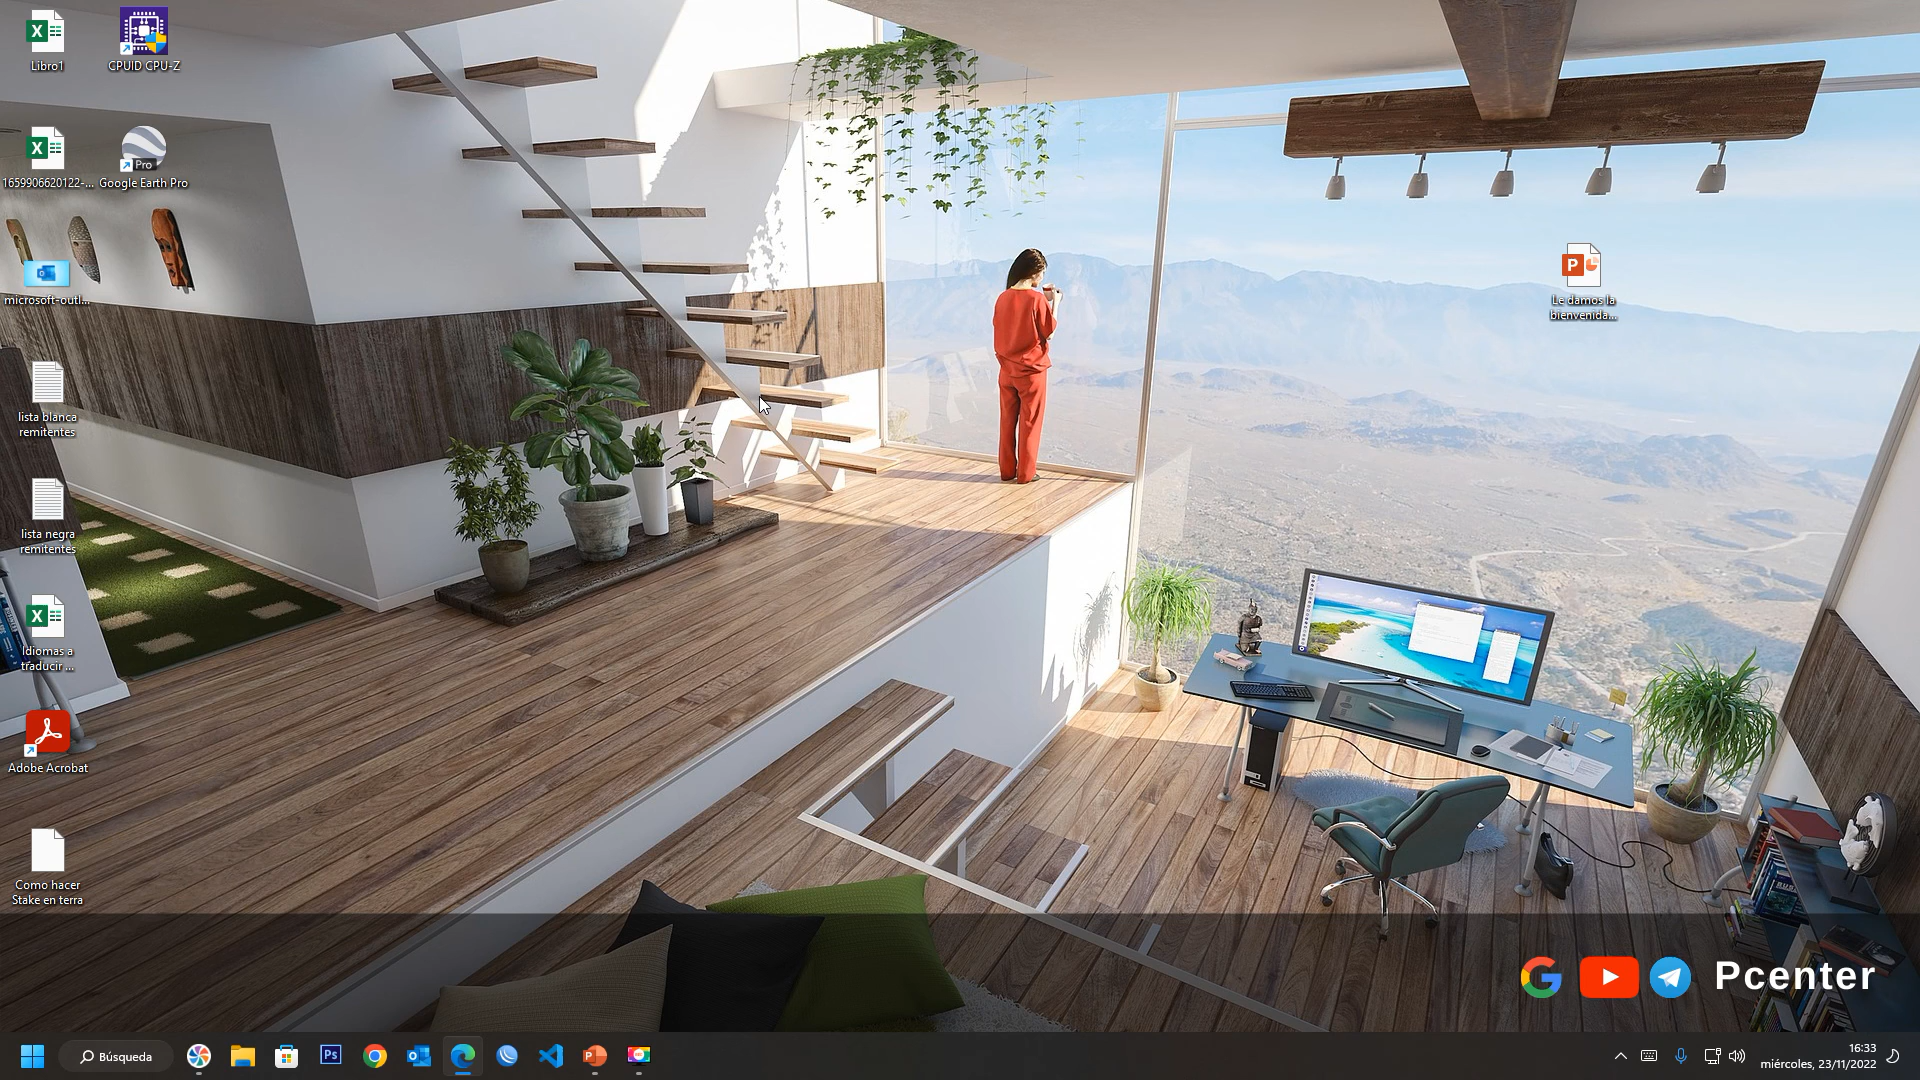 Libro1
CPUID CPU-Z
1659906620122-...
Google Earth Pro
Pro
microsoft-outl...
Le damos la
bienvenida...
lista blanca
remitentes
lista negra
remitentes
Idiomas a
traducir ...
Adobe Acrobat
Como hacer
Stake en terra
Pcenter
Búsqueda
Ps
16:33
miércoles, 23/11/2022